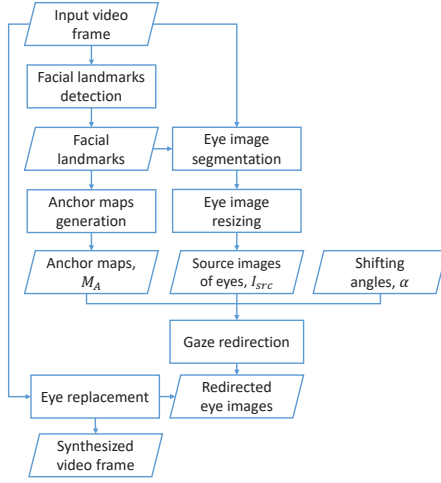 Input video
frame
Facial landmarks
detection
Facial
landmarks
Eye image
segmentation
Anchor maps
generation
Eye image
resizing
Anchor maps,
M_A
Source images
of eyes, I_src
Shifting
angles, α
Gaze redirection
Eye replacement
Redirected
eye images
Synthesized
video frame